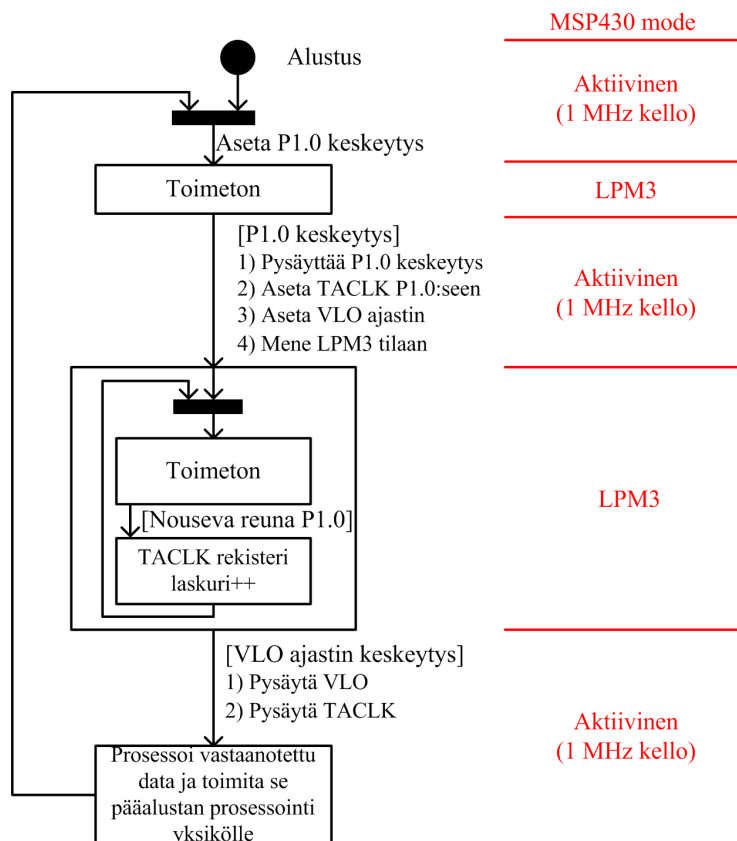 MSP430 mode
Alustus
Aktiivinen
(1 MHz kello)
Aseta P1.0 keskeytys
Toimeton
LPM3
[P1.0 keskeytys]
1) Pysäyttää P1.0 keskeytys
2) Aseta TACLK P1.0:seen
3) Aseta VLO ajastin
4) Mene LPM3 tilaan
Aktiivinen
(1 MHz kello)
Toimeton
[Nouseva reuna P1.0]
TACLK rekisteri
laskuri++
LPM3
[VLO ajastin keskeytys]
1) Pysäytä VLO
2) Pysäytä TACLK
Aktiivinen
(1 MHz kello)
Prosessoi vastaanotettu
data ja toimita se
pääalustan prosessointi
yksikölle